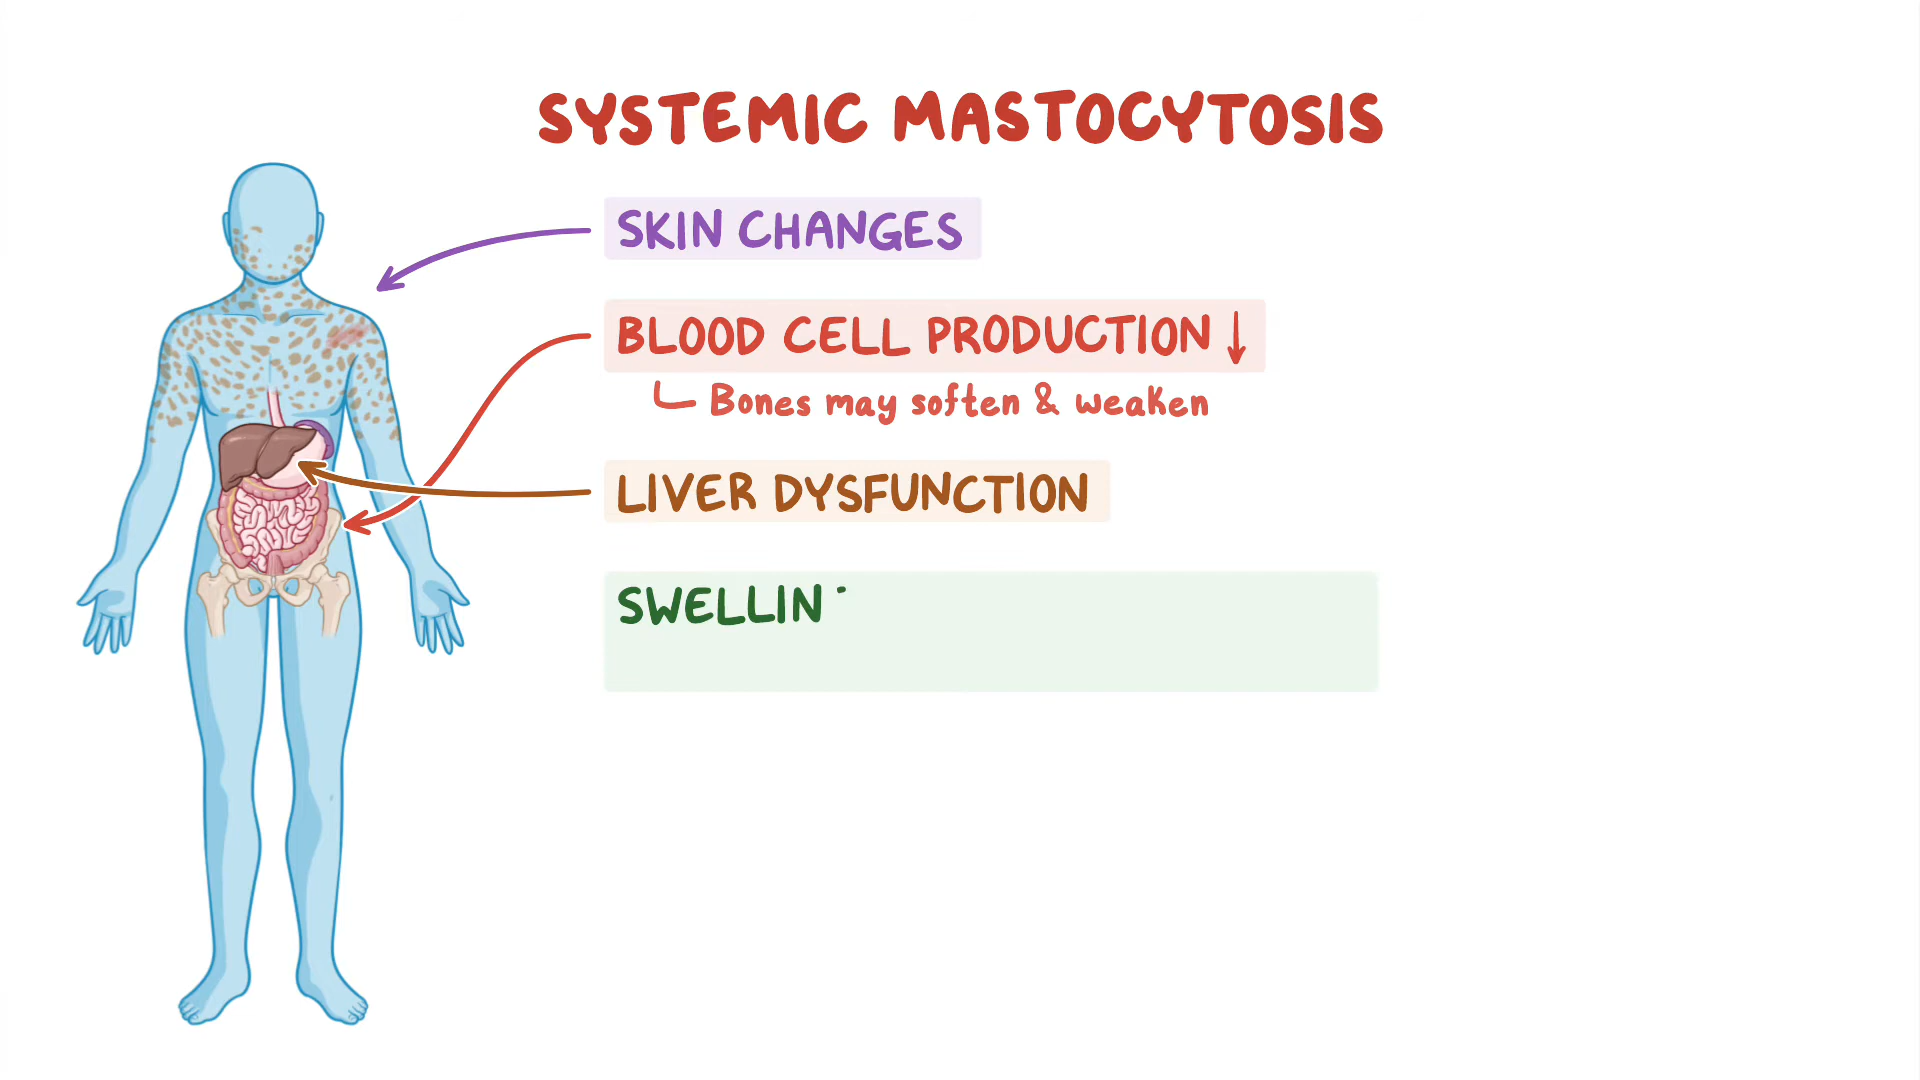 SYSTEMIC MASTOCYTOSIS
SKIN CHANGES
BLOOD CELL PRODUCTION ↓
Bones may soften & weaken
LIVER DYSFUNCTION
SWELLIN